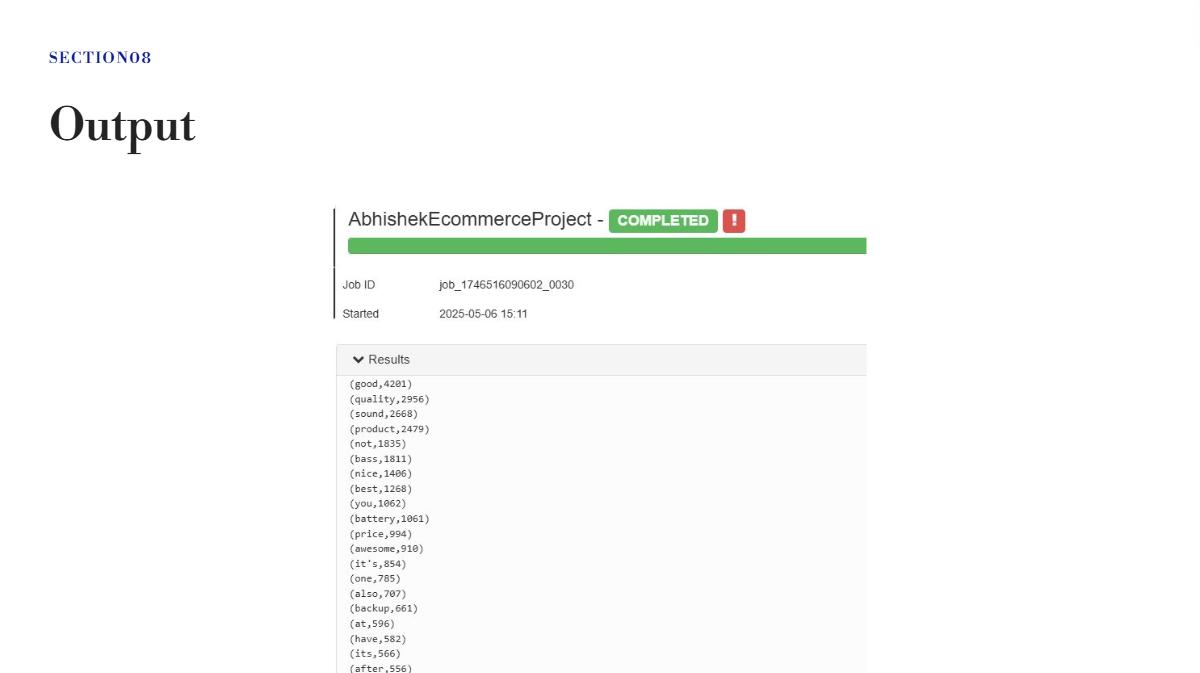 SECTION08
Output
AbhishekEcommerceProject - COMPLETED !
Job ID job_1746516090602_0030
Started 2025-05-06 15:11
Results
(good,4201)
(quality,2956)
(sound,2668)
(product,2479)
(not,1835)
(bass,1811)
(nice,1406)
(best,1268)
(you,1062)
(battery,1061)
(price,994)
(awesome,910)
(it's,854)
(one,785)
(also,707)
(backup,661)
(at,596)
(have,582)
(its,566)
(after,556)